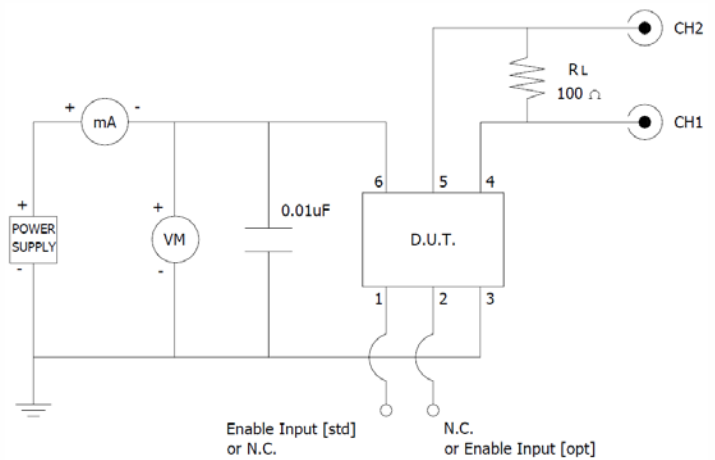 CH2
RL
100 Ω
+ mA -
CH1
6 5 4
+
0.01uF
+
POWER
SUPPLY
VM
D.U.T.
-
-
1 2 3
Enable Input [std]
or N.C.
N.C.
or Enable Input [opt]